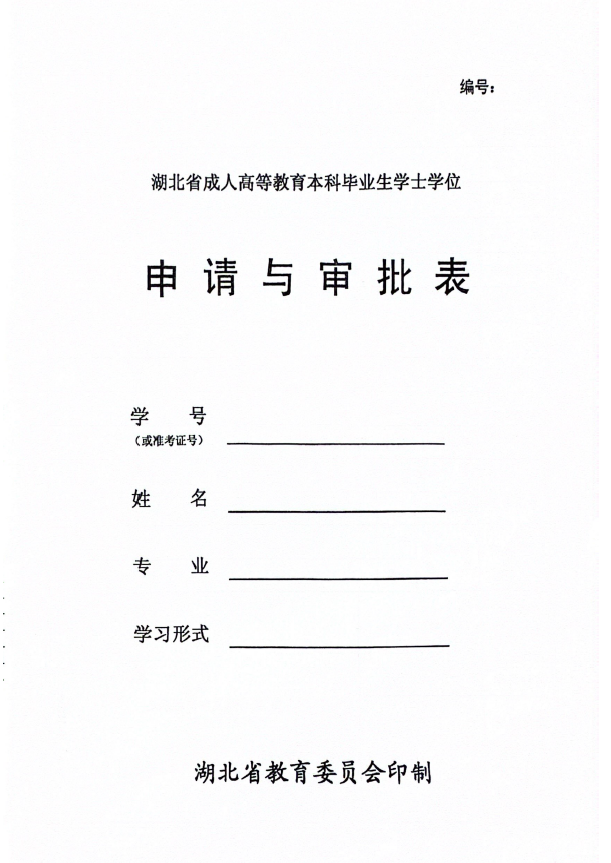 编号：
湖北省成人高等教育本科毕业生学士学位
申请与审批表
学 号
（或准考证号）
姓 名
专 业
学习形式
湖北省教育委员会印制